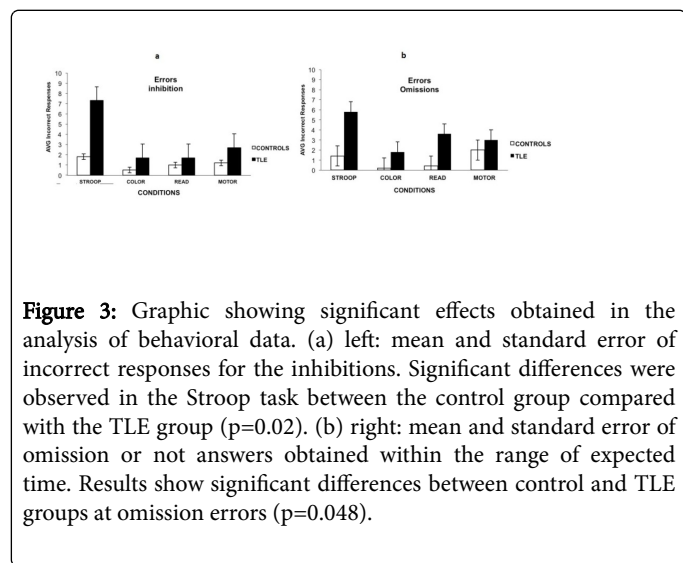 a
b
Errors
inhibition
AVG Incorrect Responses
10
9
8
7
6
5
4
3
2
1
0
STROOP
COLOR
READ
MOTOR
CONDITIONS
CONTROLS
TLE
Errors
Omissions
AVG Incorrect Responses
10
9
8
7
6
5
4
3
2
1
0
STROOP
COLOR
READ
MOTOR
CONDITIONS
CONTROLS
TLE
Figure 3: Graphic showing significant effects obtained in the
analysis of behavioral data. (a) left: mean and standard error of
incorrect responses for the inhibitions. Significant differences were
observed in the Stroop task between the control group compared
with the TLE group (p=0.02). (b) right: mean and standard error of
omission or not answers obtained within the range of expected
time. Results show significant differences between control and TLE
groups at omission errors (p=0.048).